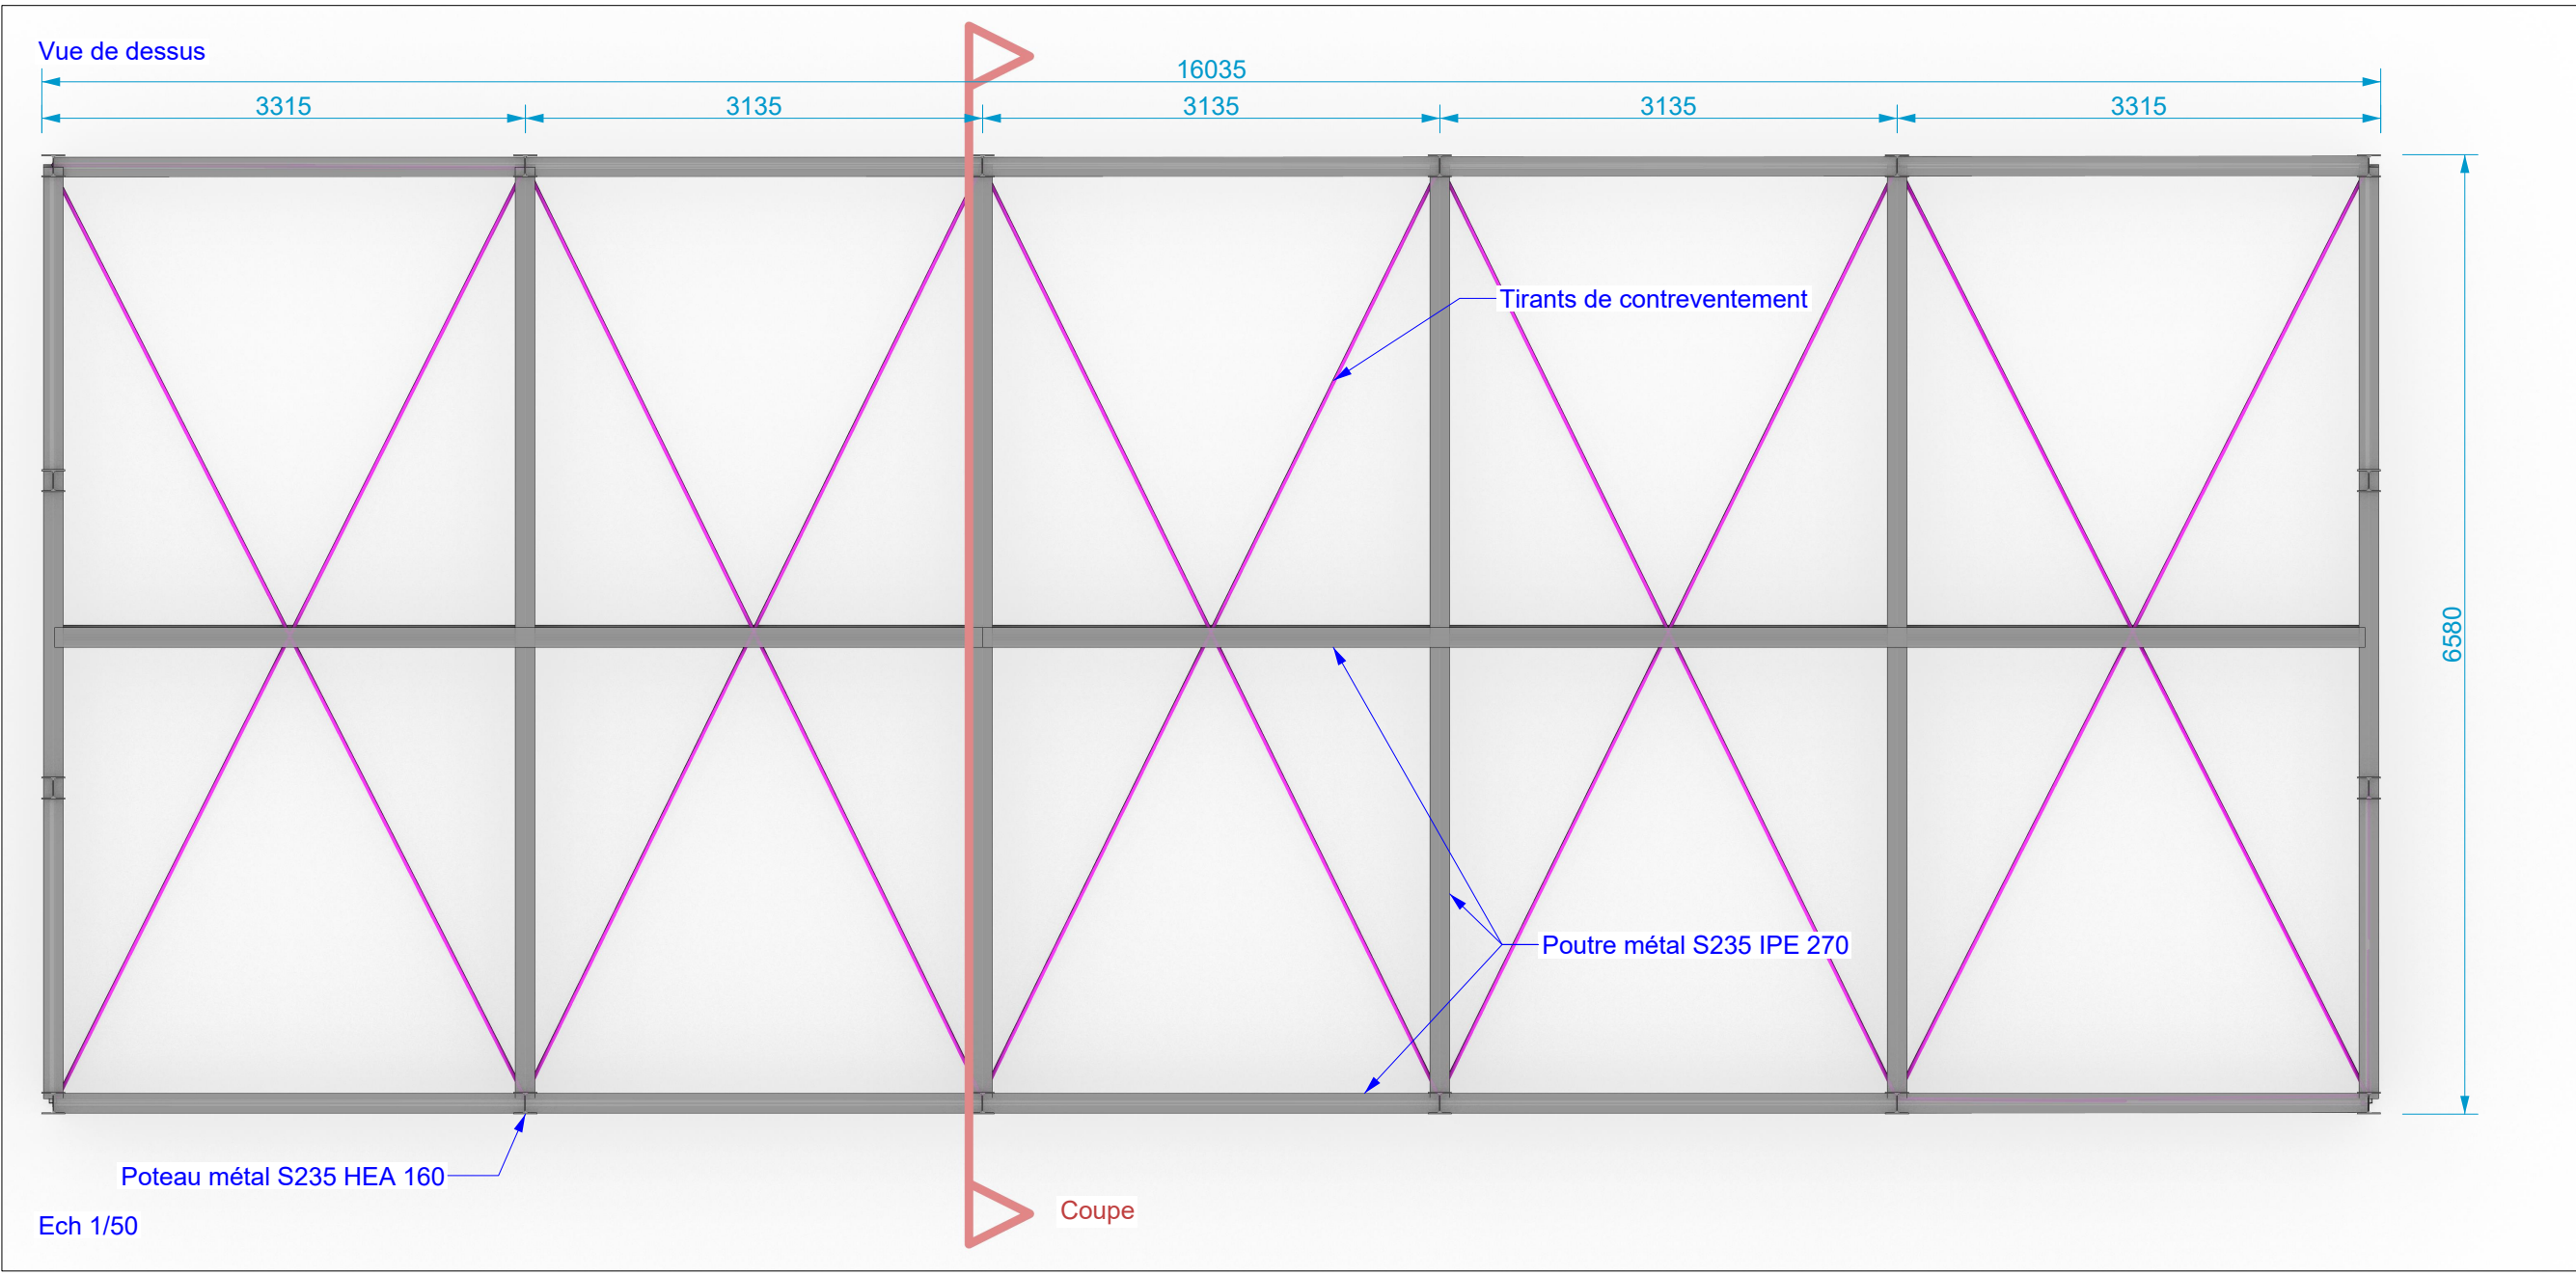 Vue de dessus
16035
3315
3135
3135
3135
3315
Tirants de contreventement
6580
Poutre métal S235 IPE 270
Poteau métal S235 HEA 160
Coupe
Ech 1/50